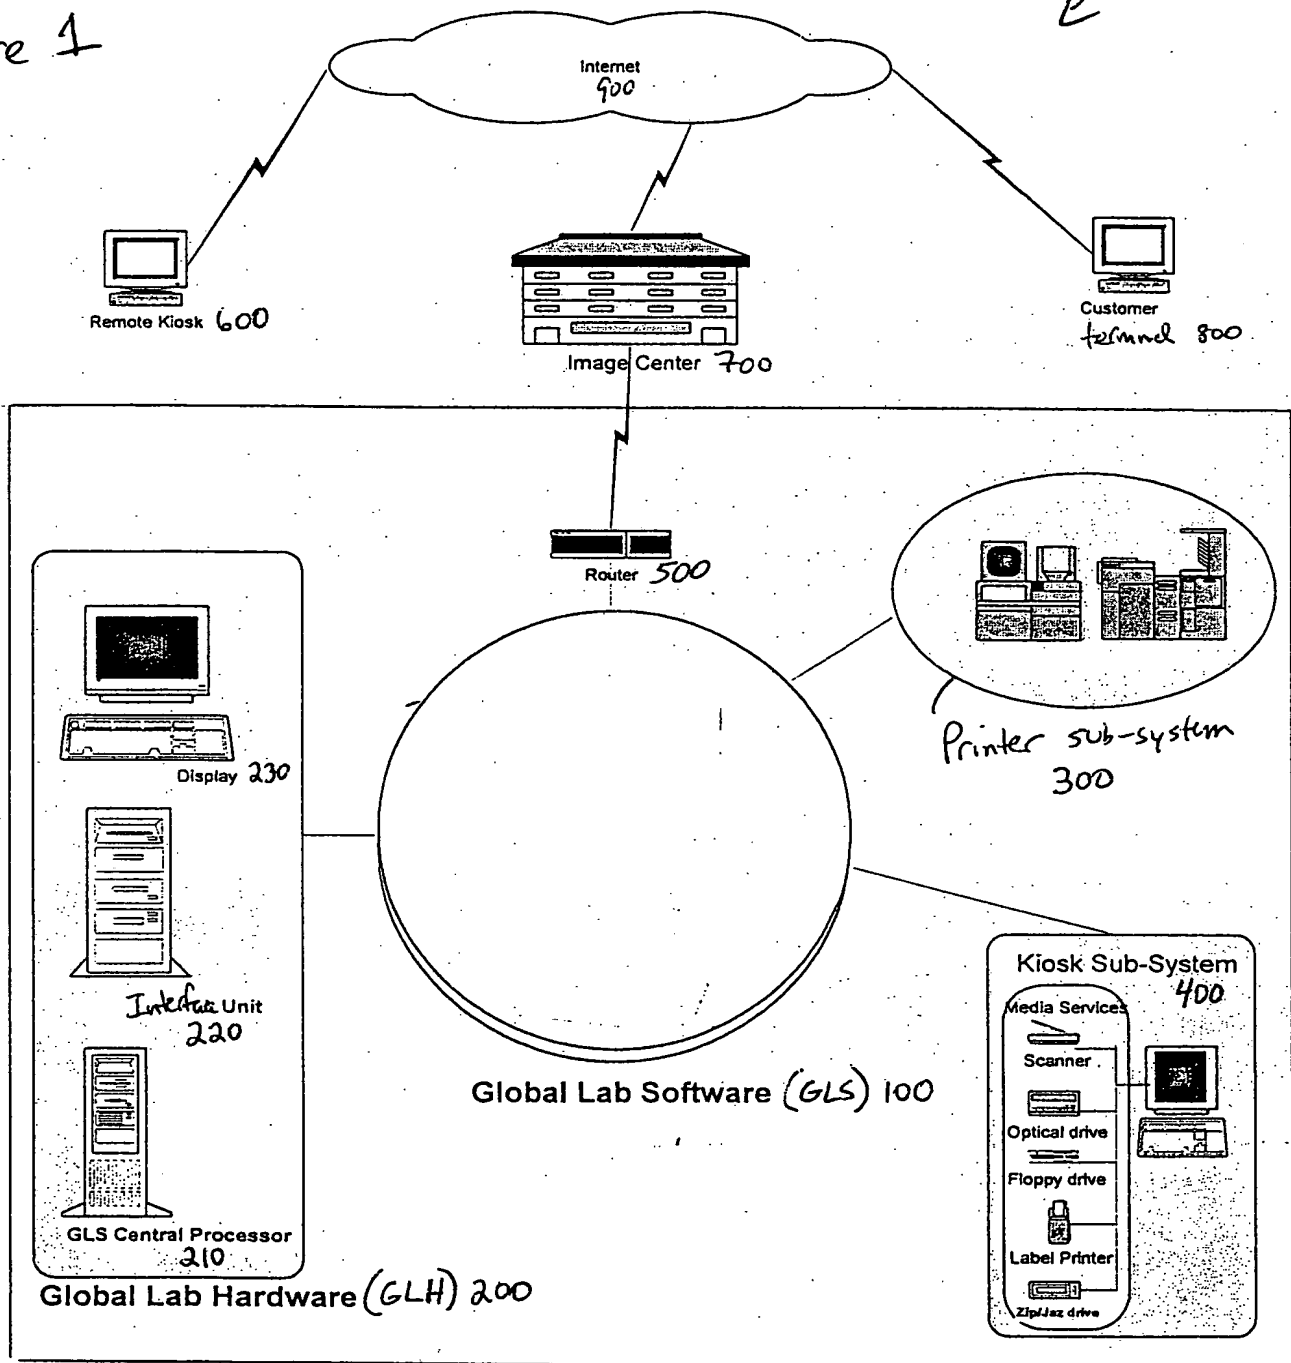 re 1
Internet
900
Remote Kiosk 600
Image Center 700
Customer
terminal 800
Router 500
Display 230
Interface Unit
220
GLS Central Processor
210
Global Lab Hardware (GLH) 200
Global Lab Software (GLS) 100
Printer sub-system
300
Kiosk Sub-System
400
Media Services
Scanner
Optical drive
Floppy drive
Label Printer
Zip/Jaz drive